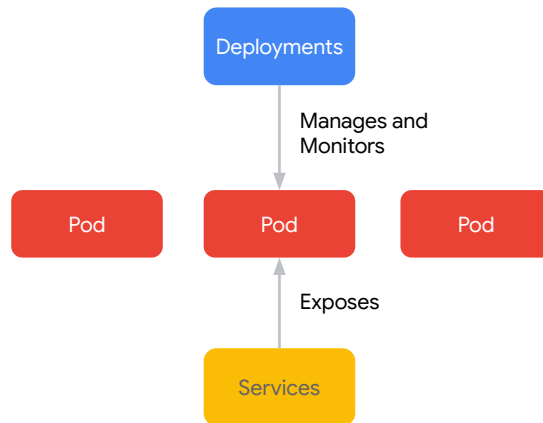 Deployments
Manages and
Monitors
Pod
Pod
Pod
Exposes
Services